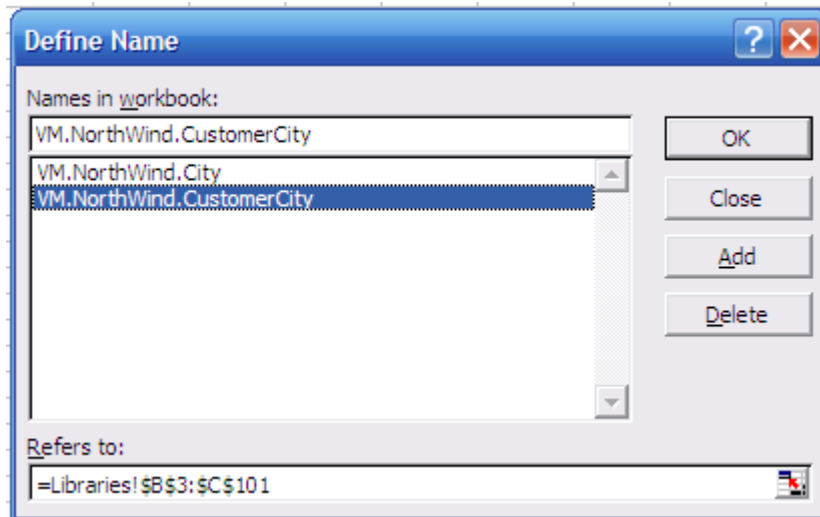 Define Name
Names in workbook:
VM.NorthWind.CustomerCity
OK
VM.NorthWind.City
VM.NorthWind.CustomerCity
Close
Add
Delete
Refers to:
=Libraries!$B$3:$C$101